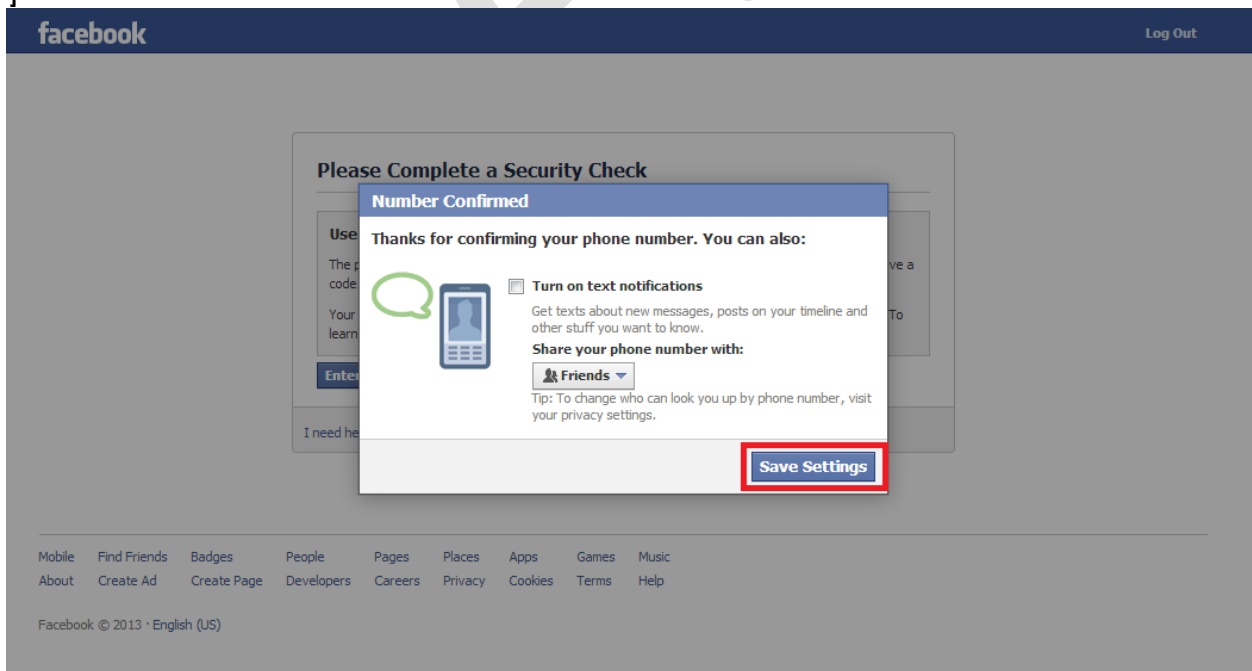 ]
facebook
Log Out
Please Complete a Security Check
Number Confirmed
Use
Thanks for confirming your phone number. You can also:
The
ve a
code
Turn on text notifications
Your
Get texts about new messages, posts on your timeline and
To
learn
other stuff you want to know.
Share your phone number with:
Enter
Friends
Tip: To change who can look you up by phone number, visit
your privacy settings.
I need he
Save Settings
Mobile Find Friends Badges People Pages Places Apps Games Music
About Create Ad Create Page Developers Careers Privacy Cookies Terms Help
Facebook © 2013 · English (US)